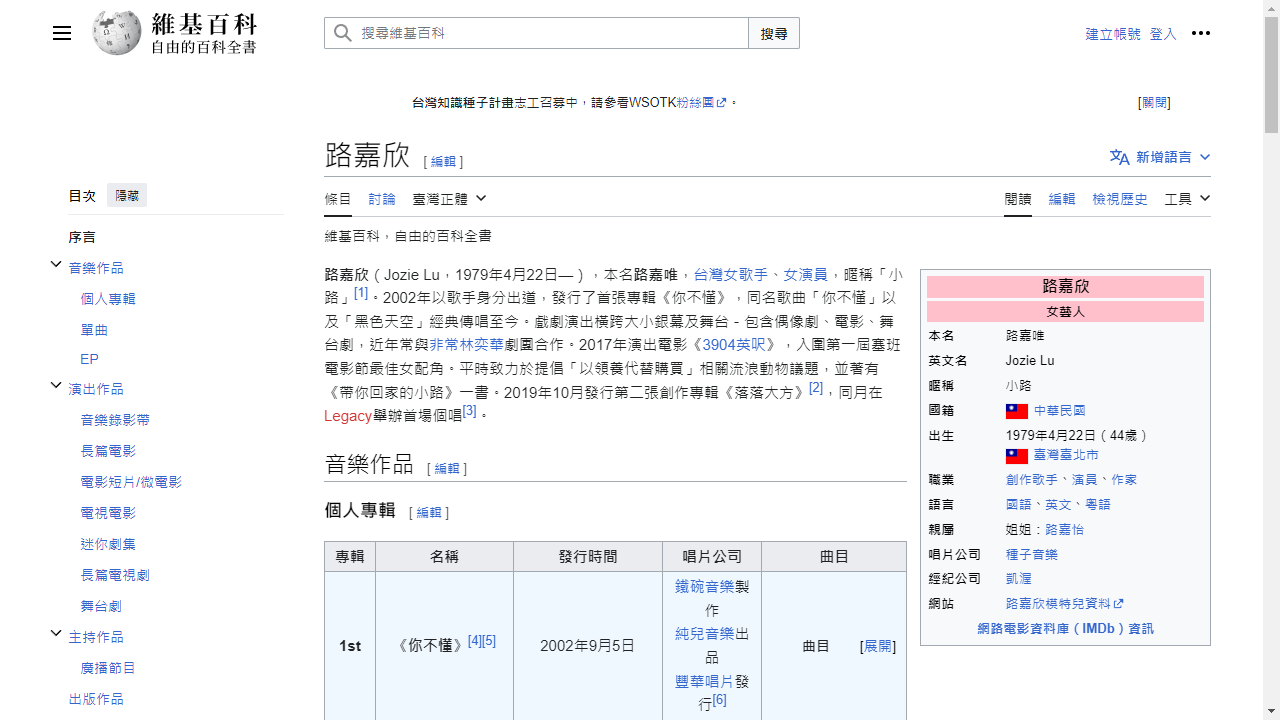 維基百科
自由的百科全書
搜尋維基百科
搜尋
建立帳號 登入
台灣知識種子計畫志工召募中，請參看WSOTK粉絲團。
[關閉]
路嘉欣 [編輯]
新增語言
目次 隱藏
條目 討論 臺灣正體
閱讀 編輯 檢視歷史 工具
序言
音樂作品
個人專輯
單曲
EP
演出作品
音樂錄影帶
長篇電影
電影短片/微電影
電視電影
迷你劇集
長篇電視劇
舞台劇
主持作品
廣播節目
出版作品
維基百科，自由的百科全書
路嘉欣（Jozie Lu，1979年4月22日—），本名路嘉唯，台灣女歌手、女演員，暱稱「小
路」[1]。2002年以歌手身分出道，發行了首張專輯《你不懂》，同名歌曲「你不懂」以
及「黑色天空」經典傳唱至今。戲劇演出橫跨大小銀幕及舞台－包含偶像劇、電影、舞
台劇，近年常與非常林奕華劇團合作。2017年演出電影《3904英呎》，入圍第一屆塞班
電影節最佳女配角。平時致力於提倡「以領養代替購買」相關流浪動物議題，並著有
《帶你回家的小路》一書。2019年10月發行第二張創作專輯《落落大方》[2]，同月在
Legacy舉辦首場個唱[3]。
路嘉欣
女藝人
本名 路嘉唯
英文名 Jozie Lu
暱稱 小路
國籍 中華民國
出生 1979年4月22日（44歲）
臺灣臺北市
職業 創作歌手、演員、作家
語言 國語、英文、粵語
親屬 姐姐：路嘉怡
唱片公司 種子音樂
經紀公司 凱渥
網站 路嘉欣模特兒資料
網路電影資料庫（IMDb）資訊
音樂作品 [編輯]
個人專輯 [編輯]
專輯 名稱 發行時間 唱片公司 曲目
1st 《你不懂》[4][5] 2002年9月5日
鐵碗音樂製
作
純兒音樂出
品
豐華唱片發
行[6]
曲目 [展開]